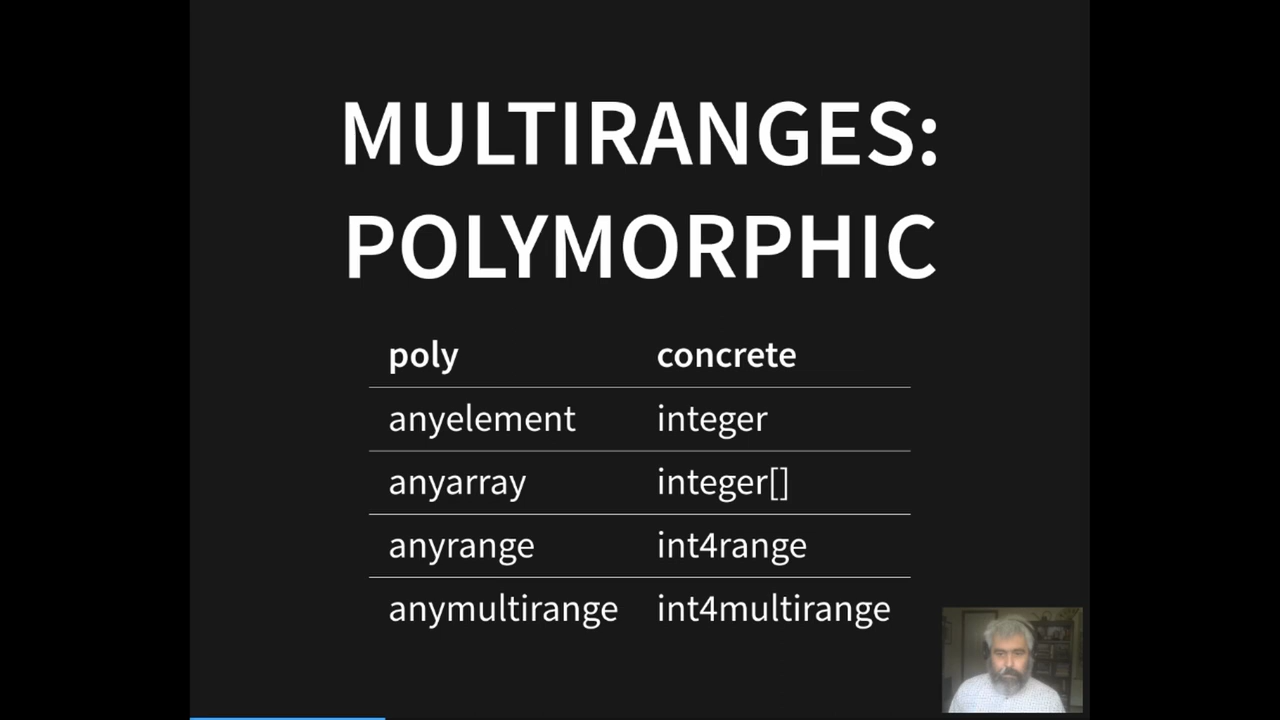 MULTIRANGES:
POLYMORPHIC
poly concrete
anyelement integer
anyarray integer[]
anyrange int4range
anymultirange int4multirange